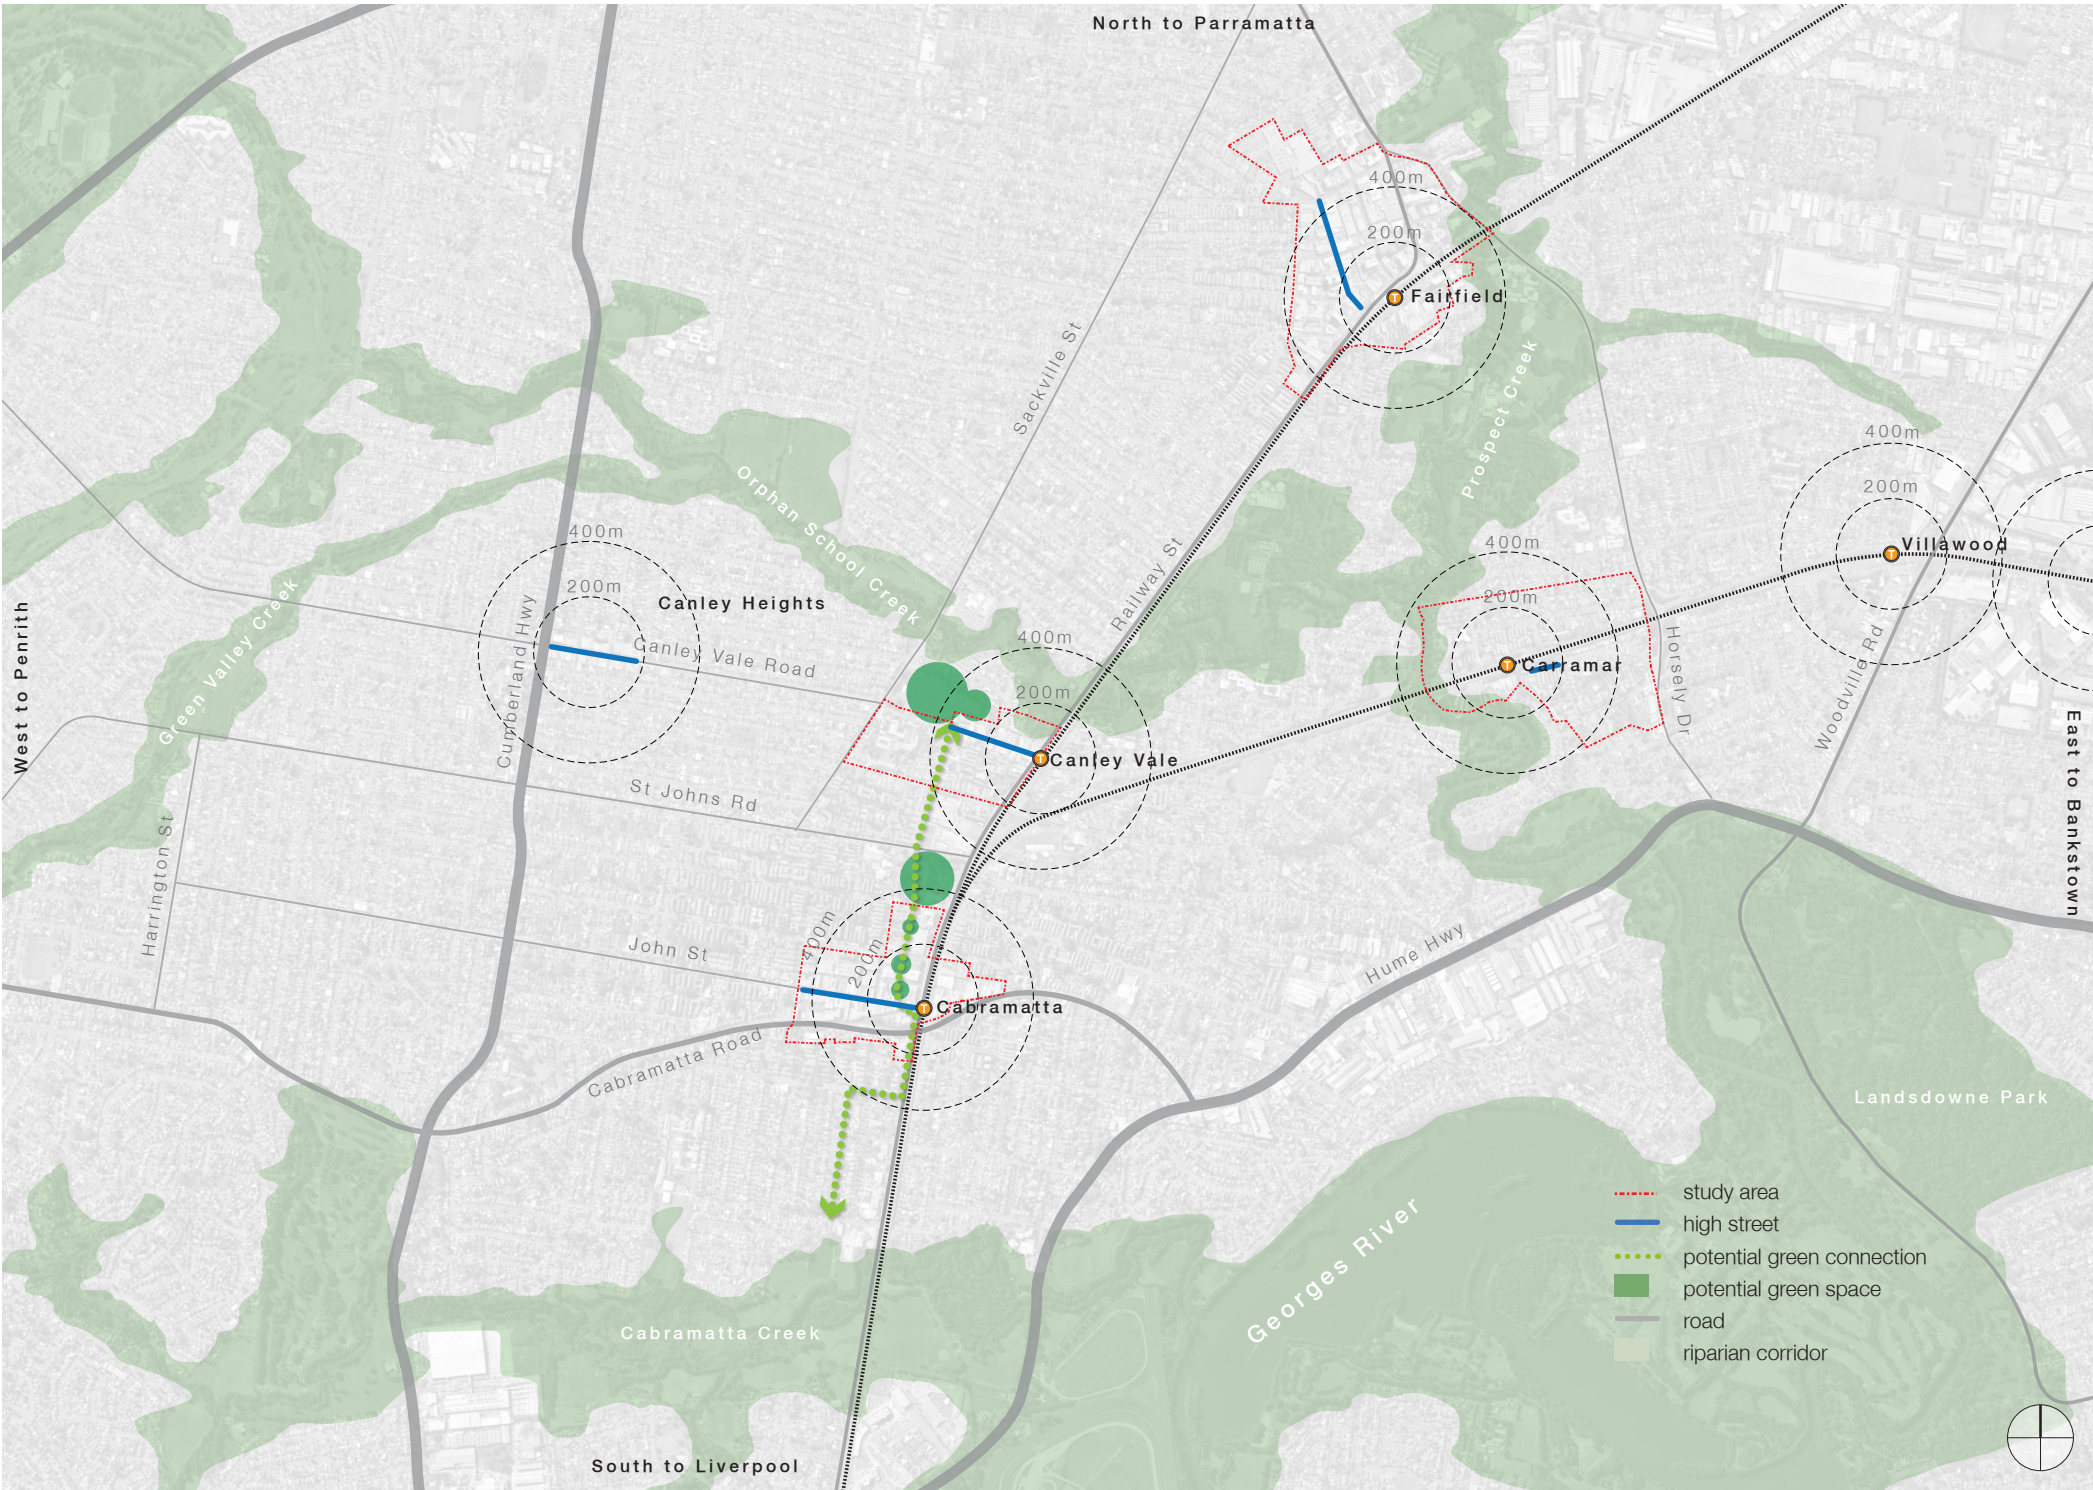 North to Parramatta
400m
200m
Fairfield
Sackville St
Prospect Creek
400m
200m
Villawood
Orphan School Creek
Railway St
400m
200m
Canley Heights
Canley Vale Road
Cumberland Hwy
Green Valley Creek
West to Penrith
400m
200m
Canley Vale
400m
200m
Carramar
Horsely Dr
Woodville Rd
East to Bankstown
St Johns Rd
Harrington St
John St
400m
200m
Cabramatta
Cabramatta Road
Hume Hwy
Landsdowne Park
Georges River
Cabramatta Creek
South to Liverpool
study area
high street
potential green connection
potential green space
road
riparian corridor
T
T
T
T
T